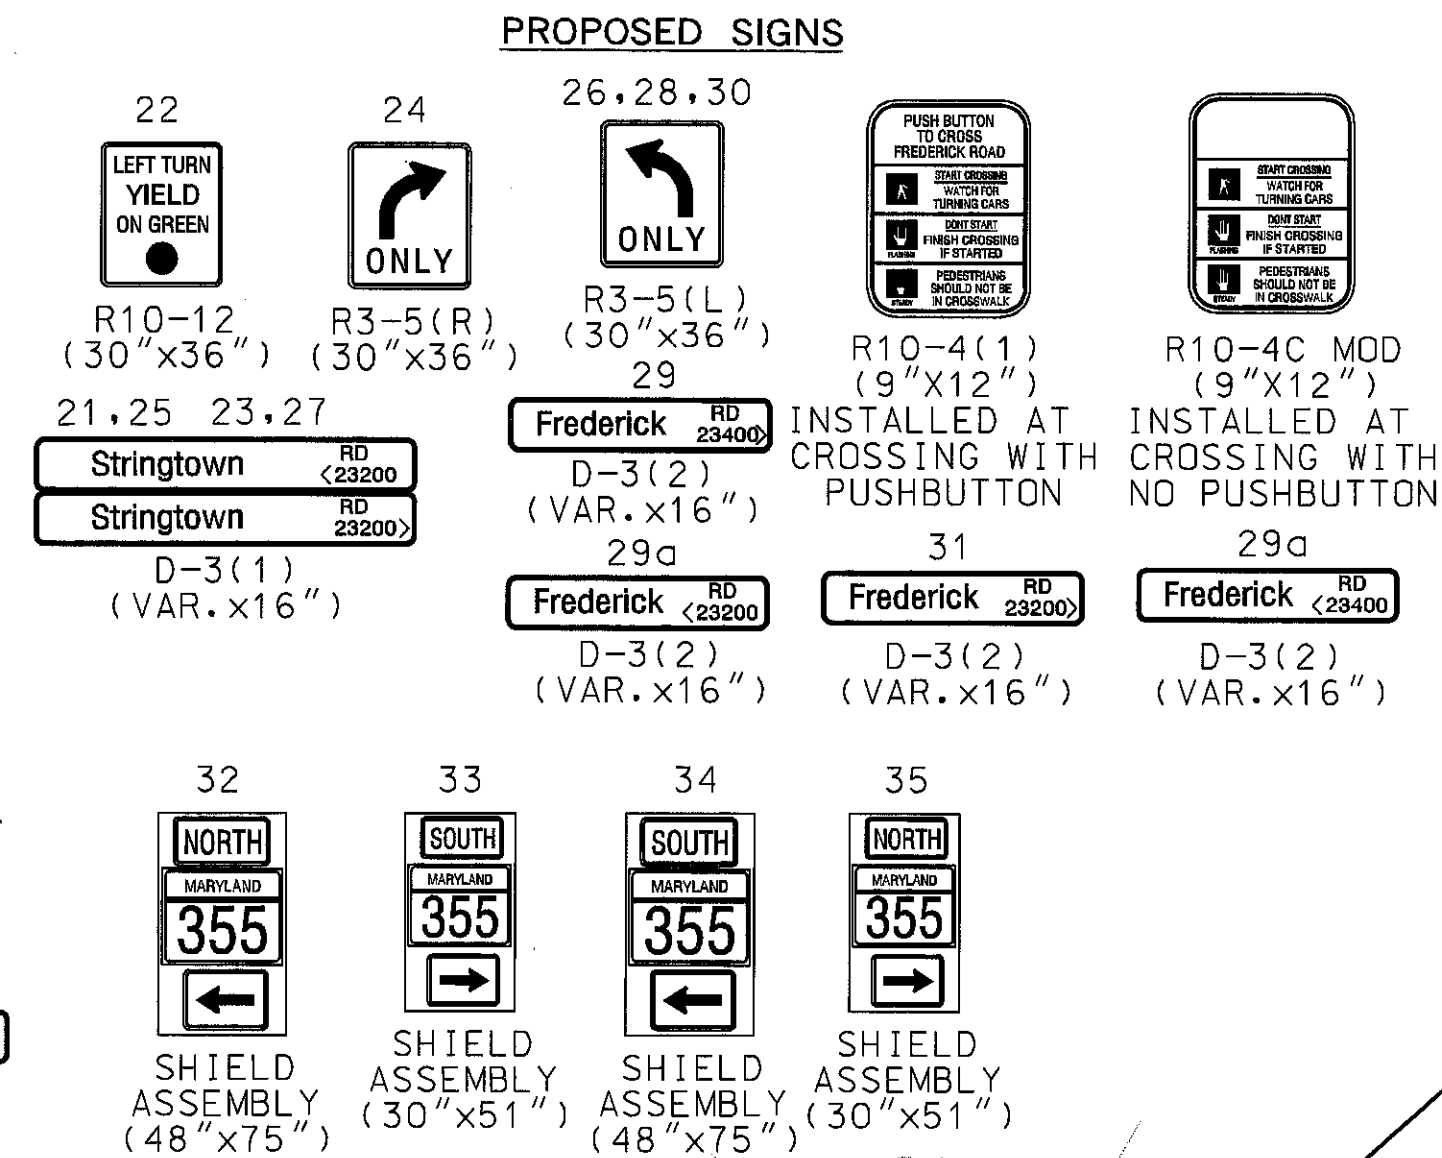 PROPOSED SIGNS
22
LEFT TURN
YIELD
ON GREEN
R10-12
(30"x36")
24
ONLY
R3-5(R)
(30"x36")
26,28,30
ONLY
R3-5(L)
(30"x36")
PUSH BUTTON
TO CROSS
FREDERICK ROAD
START CROSSING
WATCH FOR
TURNING CARS
DONT START
FINISH CROSSING
IF STARTED
FLASHING
PEDESTRIANS
SHOULD NOT BE
IN CROSSWALK
STEADY
R10-4(1)
(9"X12")
INSTALLED AT
CROSSING WITH
PUSHBUTTON
START CROSSING
WATCH FOR
TURNING CARS
DONT START
FINISH CROSSING
IF STARTED
FLASHING
PEDESTRIANS
SHOULD NOT BE
IN CROSSWALK
STEADY
R10-4C MOD
(9"X12")
INSTALLED AT
CROSSING WITH
NO PUSHBUTTON
21,25 23,27
Stringtown RD <23200
Stringtown RD 23200>
D-3(1)
(VAR.x16")
29
Frederick RD 23400>
D-3(2)
(VAR.x16")
29a
Frederick RD <23200
D-3(2)
(VAR.x16")
31
Frederick RD 23200>
D-3(2)
(VAR.x16")
29a
Frederick RD <23400
D-3(2)
(VAR.x16")
32
NORTH
MARYLAND
355
SHIELD
ASSEMBLY
(48"x75")
33
SOUTH
MARYLAND
355
SHIELD
ASSEMBLY
(30"x51")
34
SOUTH
MARYLAND
355
SHIELD
ASSEMBLY
(48"x75")
35
NORTH
MARYLAND
355
SHIELD
ASSEMBLY
(30"x51")